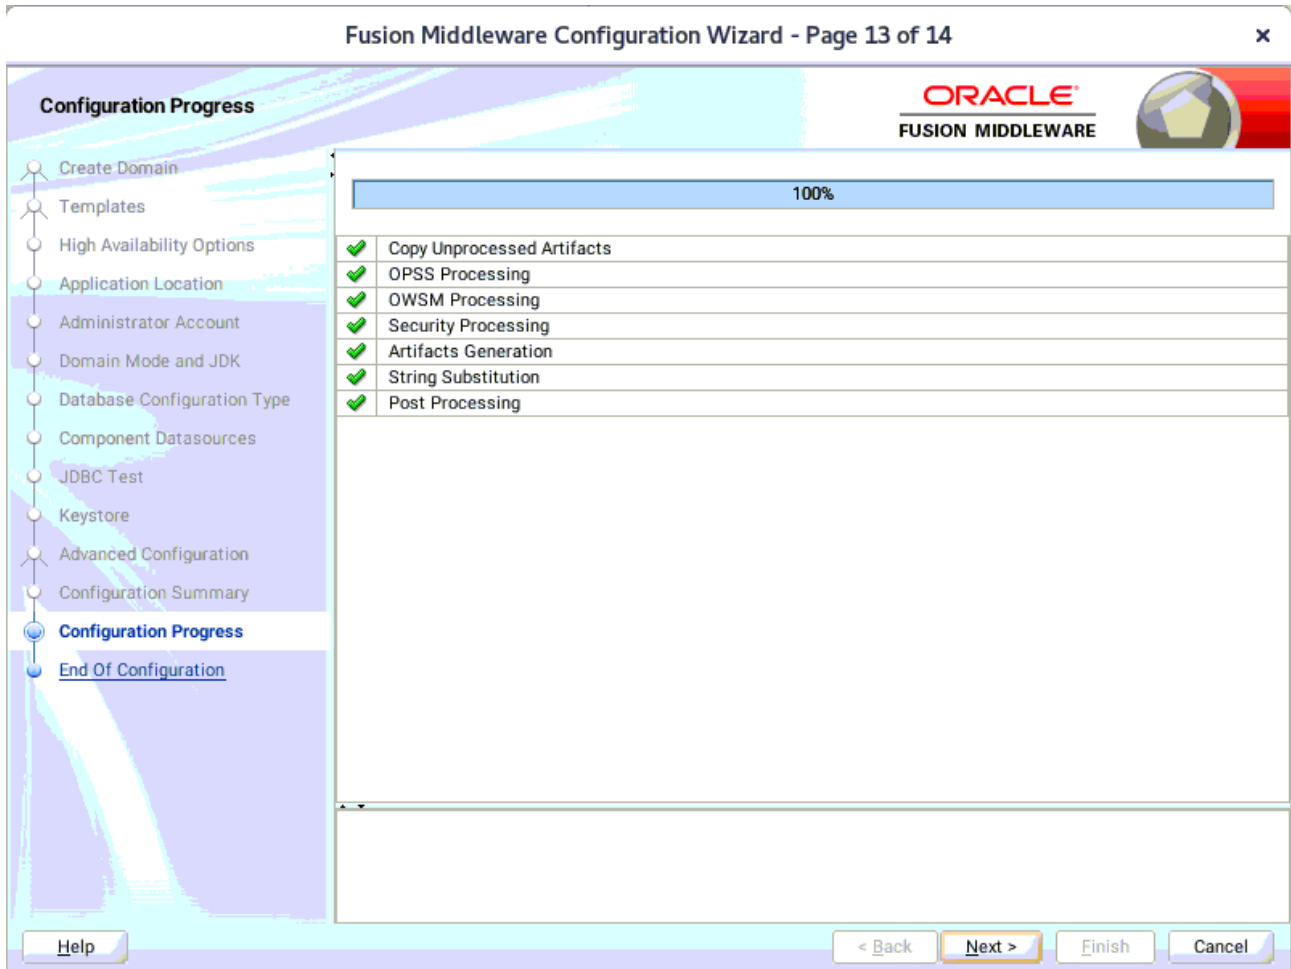 Fusion Middleware Configuration Wizard - Page 13 of 14
Configuration Progress
ORACLE
FUSION MIDDLEWARE
Create Domain
Templates
High Availability Options
Application Location
Administrator Account
Domain Mode and JDK
Database Configuration Type
Component Datasources
JDBC Test
Keystore
Advanced Configuration
Configuration Summary
Configuration Progress
End Of Configuration
100%
Copy Unprocessed Artifacts
OPSS Processing
OWSM Processing
Security Processing
Artifacts Generation
String Substitution
Post Processing
Help
< Back
Next >
Finish
Cancel